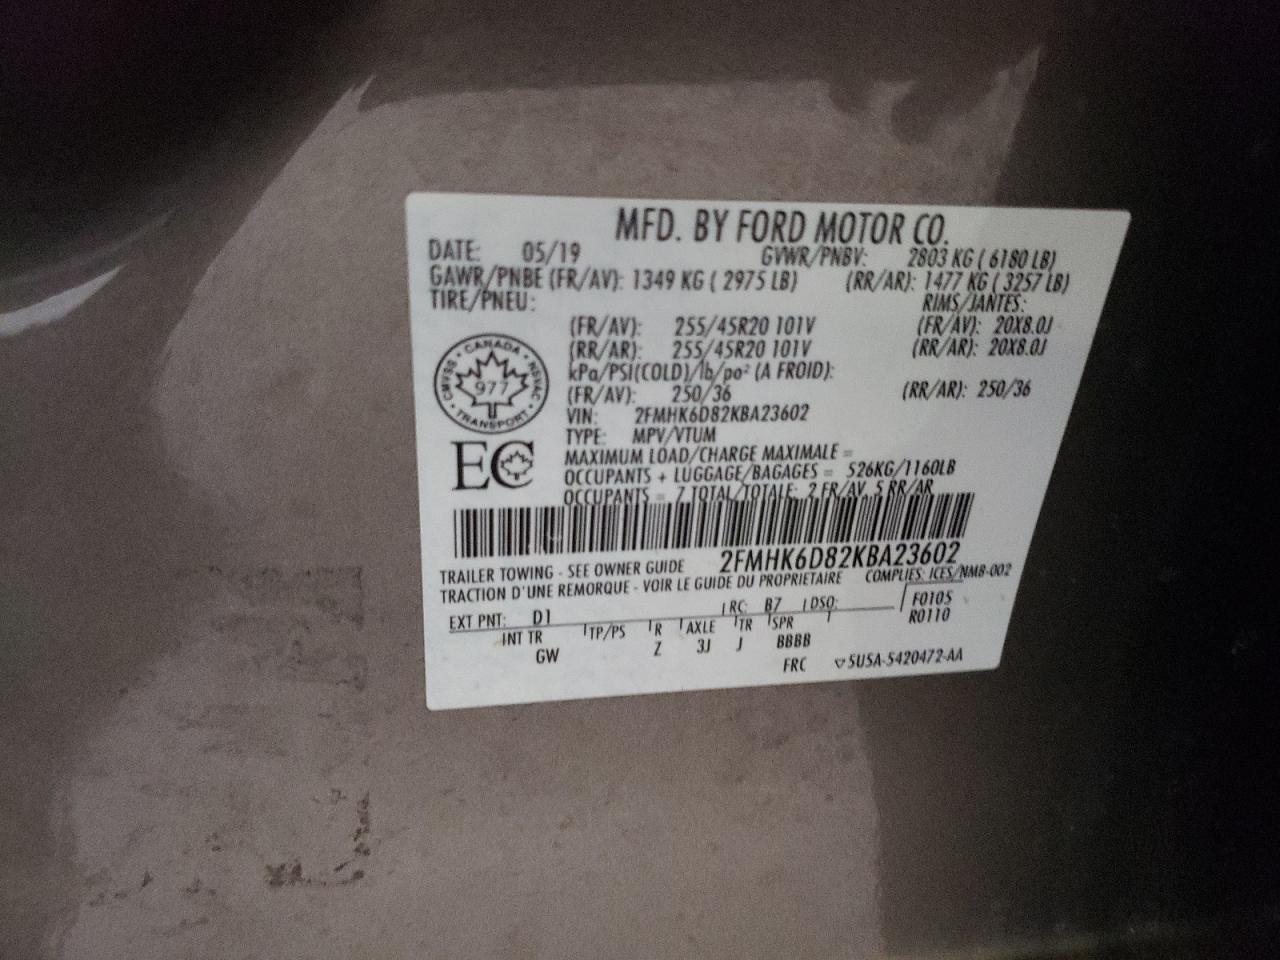 MFD. BY FORD MOTOR CO.
DATE: 05/19 GVWR/PNBV: 2803 KG ( 6180 LB)
GAWR/PNBE (FR/AV): 1349 KG ( 2975 LB) (RR/AR): 1477 KG ( 3257 LB)
TIRE/PNEU: RIMS/JANTES:
(FR/AV): 255/45R20 101V (FR/AV): 20X8.0J
(RR/AR): 255/45R20 101V (RR/AR): 20X8.0J
kPa/PSI(COLD)/lb/po² (A FROID):
(FR/AV): 250/36 (RR/AR): 250/36
VIN: 2FMHK6D82KBA23602
TYPE: MPV/VTUM
MAXIMUM LOAD/CHARGE MAXIMALE =
OCCUPANTS + LUGGAGE/BAGAGES = 526KG/1160LB
OCCUPANTS = 7 TOTAL/TOTALE: 2 FR/AV, 5 RR/AR
CANADA
CMVSS NSVAC
977
TRANSPORT
EC
2FMHK6D82KBA23602
TRAILER TOWING - SEE OWNER GUIDE
TRACTION D'UNE REMORQUE - VOIR LE GUIDE DU PROPRIETAIRE COMPLIES: ICES/NMB-002
EXT PNT: D1 RC: B7 DSO: F0105
INT TR TP/PS R AXLE TR SPR R0110
GW Z 3J J BBBB
FRC ▽5U5A-5420472-AA